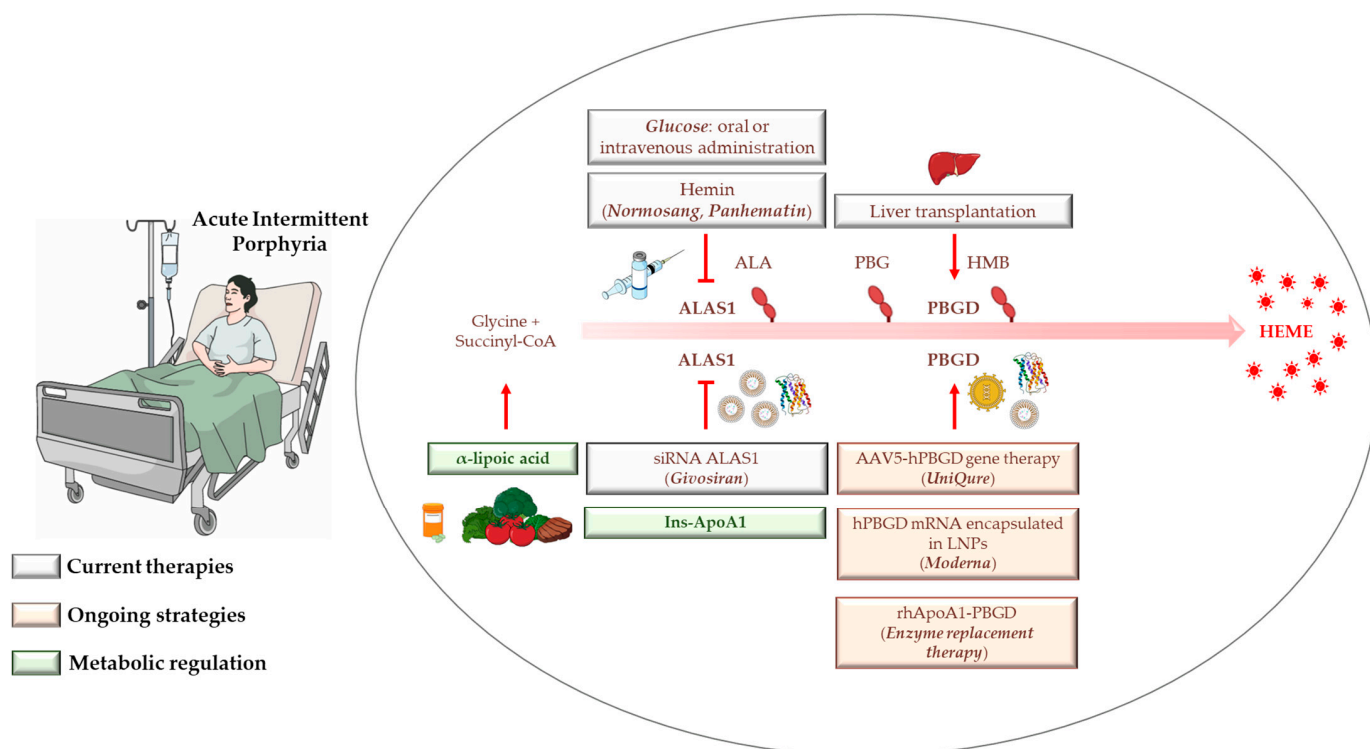 Acute Intermittent
Porphyria
Current therapies
Ongoing strategies
Metabolic regulation
Glucose: oral or
intravenous administration
Hemin
(Normosang, Panhematin)
Liver transplantation
ALA
PBG
HMB
ALAS1
PBGD
Glycine +
Succinyl-CoA
HEME
ALAS1
PBGD
α-lipoic acid
siRNA ALAS1
(Givosiran)
Ins-ApoA1
AAV5-hPBGD gene therapy
(UniQure)
hPBGD mRNA encapsulated
in LNPs
(Moderna)
rhApoA1-PBGD
(Enzyme replacement
therapy)